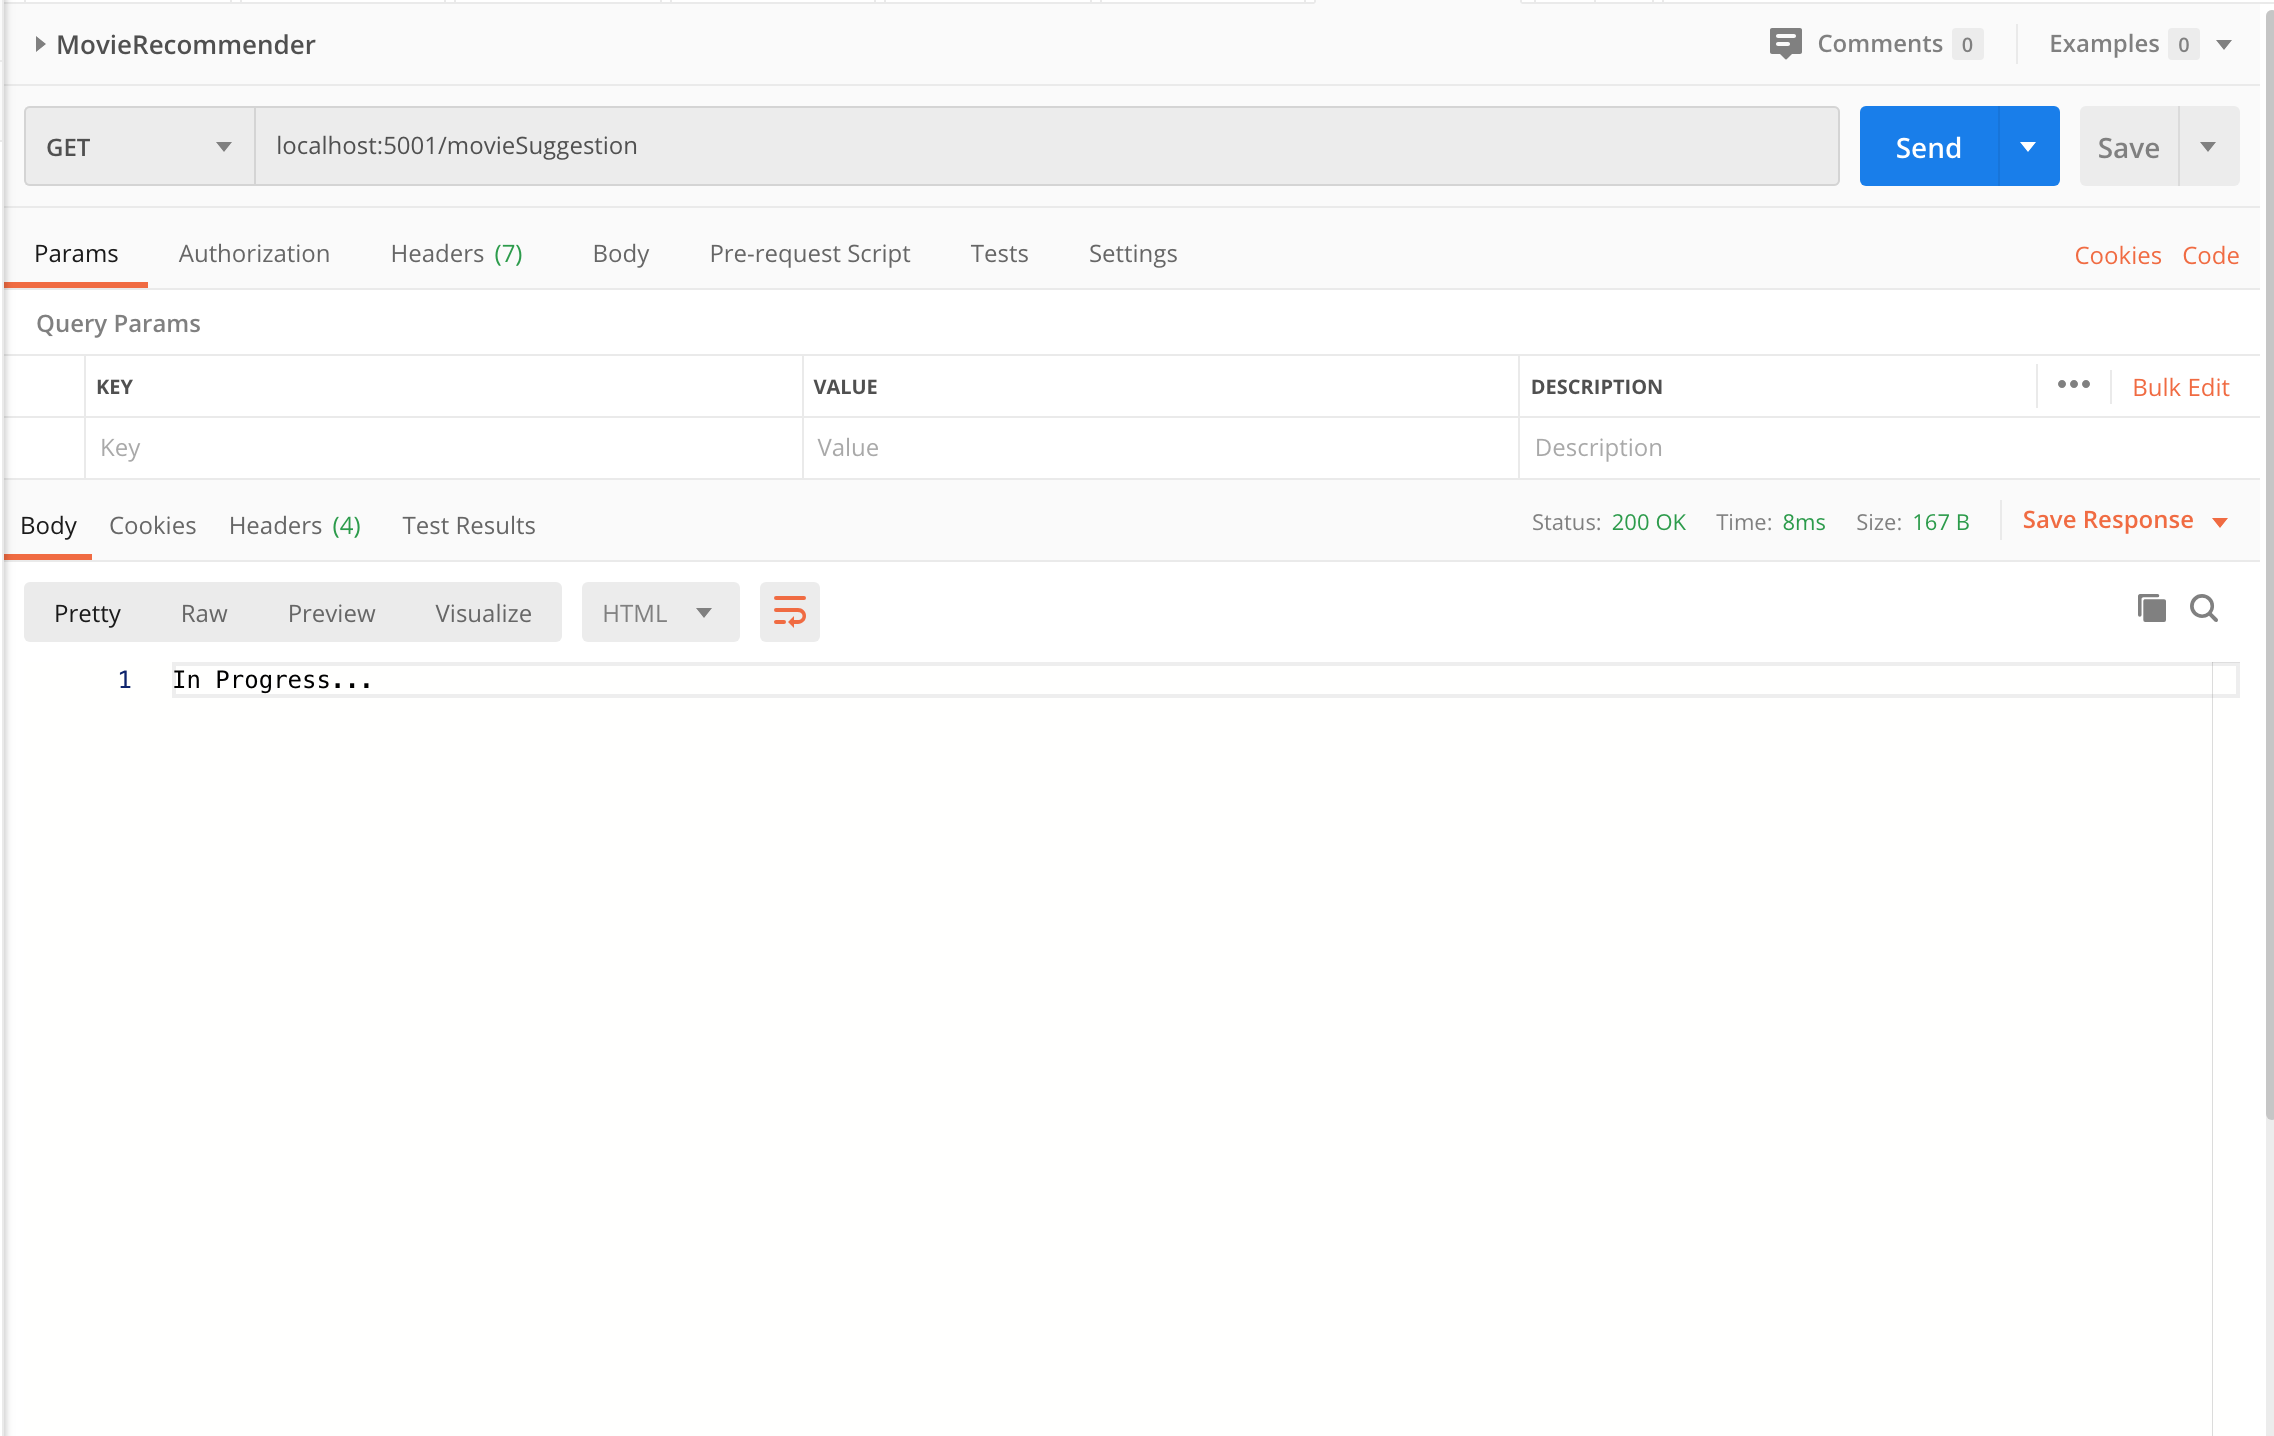 MovieRecommender Comments 0 Examples 0
GET localhost:5001/movieSuggestion Send Save
Params Authorization Headers (7) Body Pre-request Script Tests Settings Cookies Code
Query Params
KEY VALUE DESCRIPTION ••• Bulk Edit
Key Value Description
Body Cookies Headers (4) Test Results Status: 200 OK Time: 8ms Size: 167 B Save Response
Pretty Raw Preview Visualize HTML
1 In Progress...